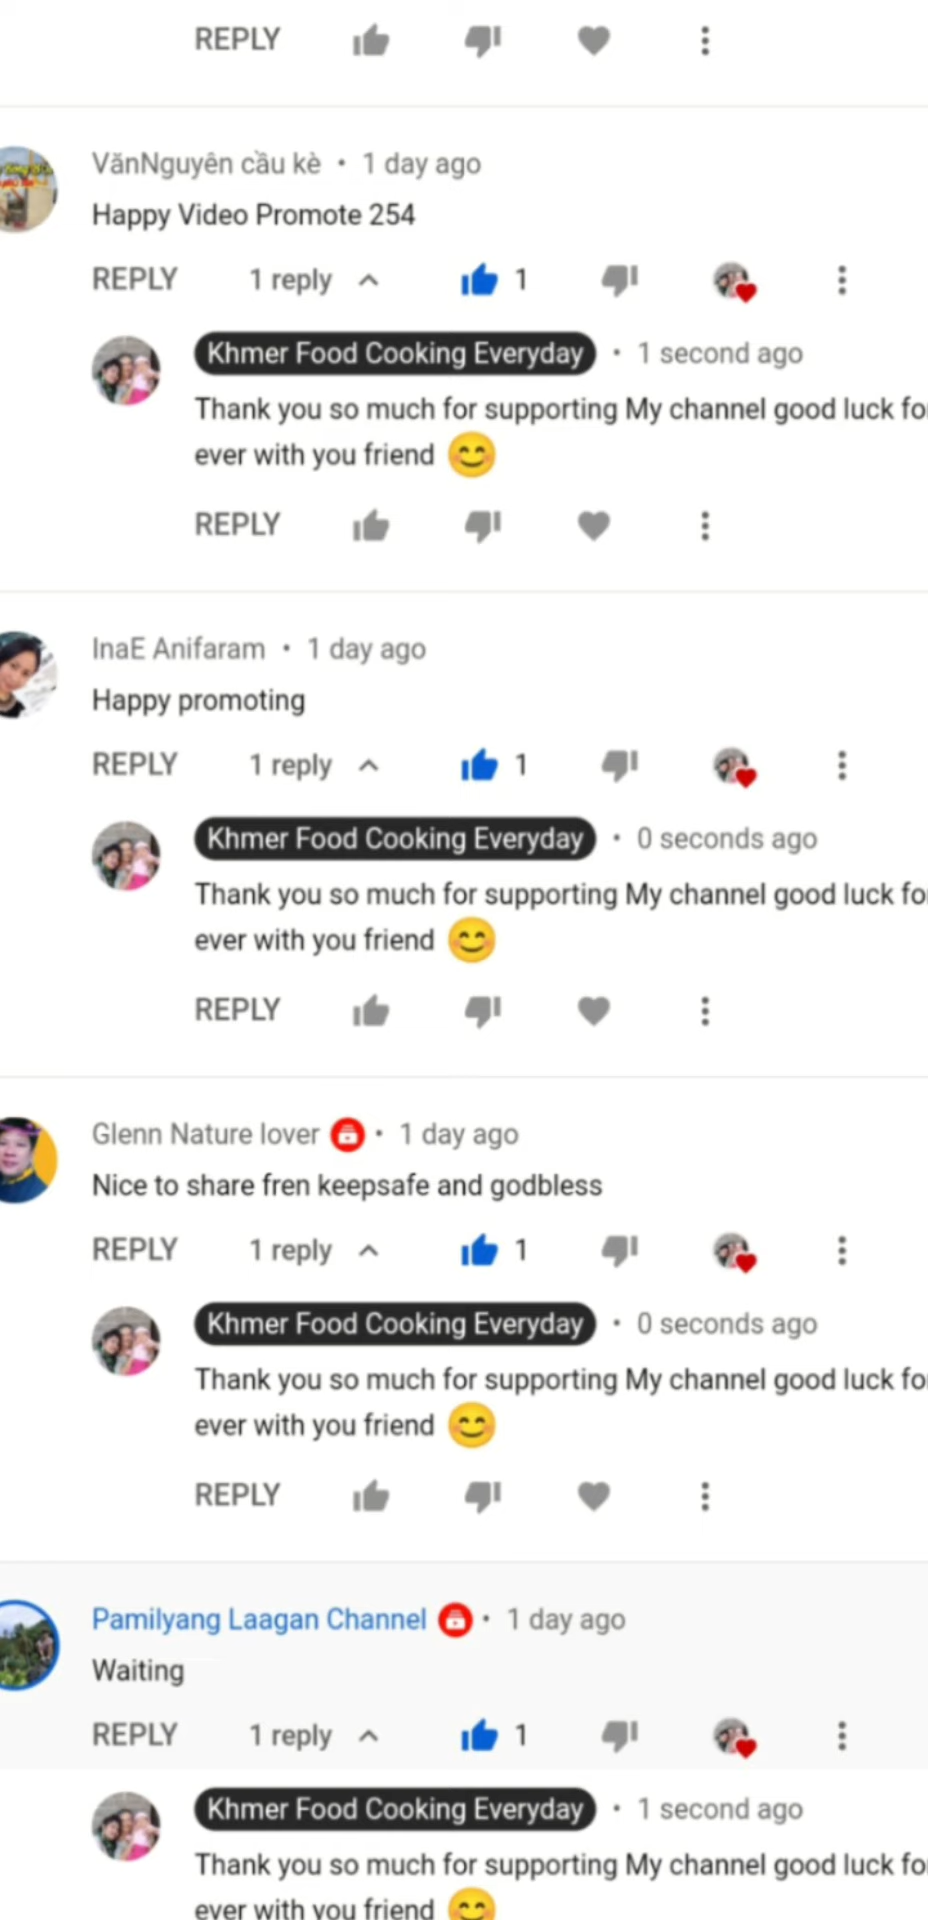 REPLY
VănNguyên cầu kè • 1 day ago
Happy Video Promote 254
REPLY 1 reply 1
Khmer Food Cooking Everyday • 1 second ago
Thank you so much for supporting My channel good luck for
ever with you friend 😊
REPLY
InaE Anifaram • 1 day ago
Happy promoting
REPLY 1 reply 1
Khmer Food Cooking Everyday • 0 seconds ago
Thank you so much for supporting My channel good luck for
ever with you friend 😊
REPLY
Glenn Nature lover • 1 day ago
Nice to share fren keepsafe and godbless
REPLY 1 reply 1
Khmer Food Cooking Everyday • 0 seconds ago
Thank you so much for supporting My channel good luck for
ever with you friend 😊
REPLY
Pamilyang Laagan Channel • 1 day ago
Waiting
REPLY 1 reply 1
Khmer Food Cooking Everyday • 1 second ago
Thank you so much for supporting My channel good luck for
ever with you friend 😊